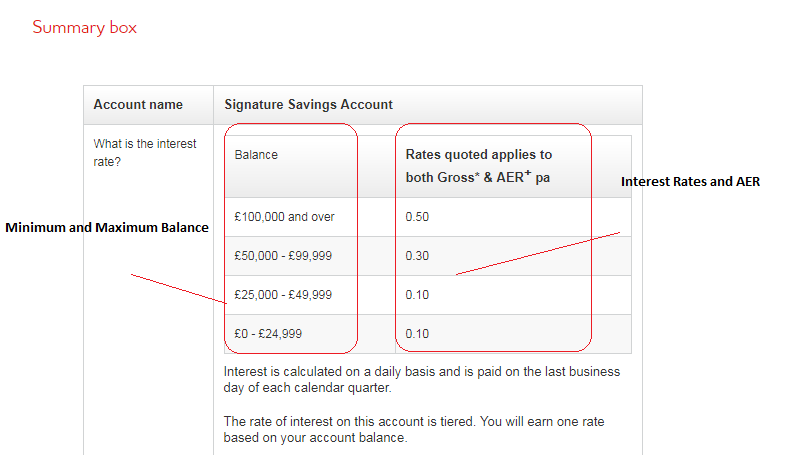 Summary box
Account name Signature Savings Account
What is the interest
rate?
Balance
Rates quoted applies to
both Gross* & AER+ pa
Interest Rates and AER
Minimum and Maximum Balance
£100,000 and over 0.50
£50,000 - £99,999 0.30
£25,000 - £49,999 0.10
£0 - £24,999 0.10
Interest is calculated on a daily basis and is paid on the last business
day of each calendar quarter.
The rate of interest on this account is tiered. You will earn one rate
based on your account balance.